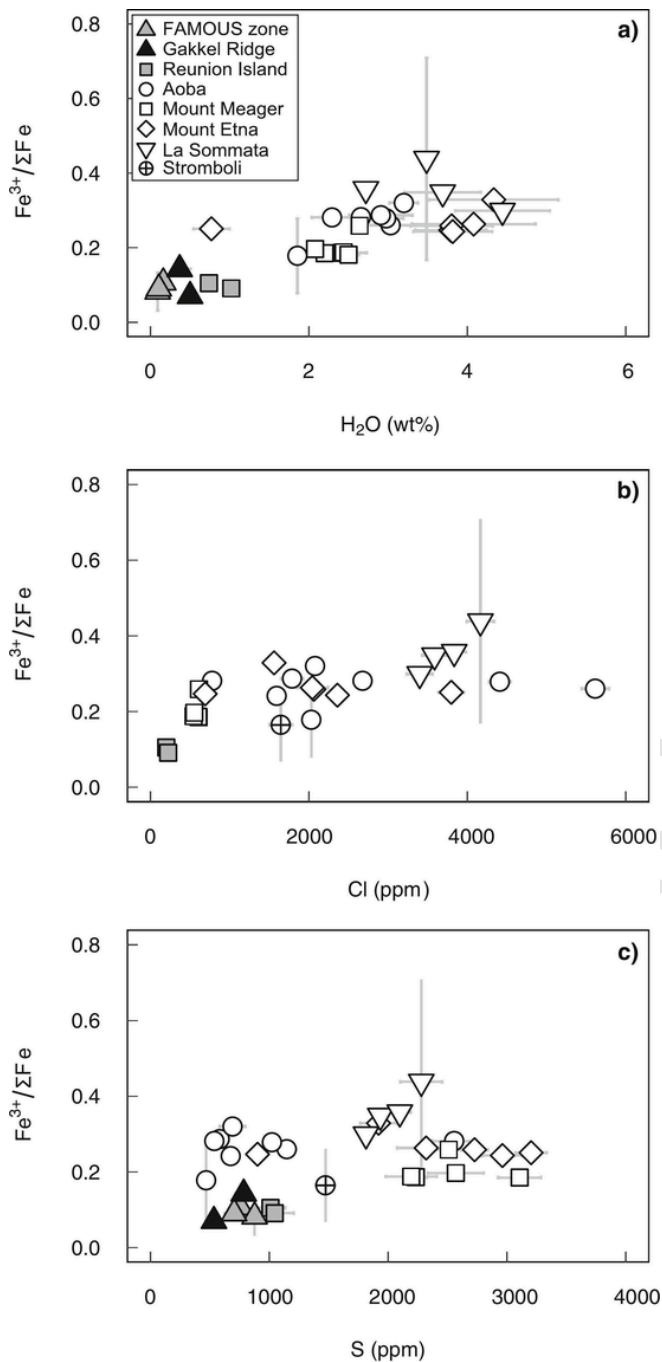 a)
FAMOUS zone
Gakkel Ridge
Reunion Island
Aoba
Mount Meager
Mount Etna
La Sommata
Stromboli
0.8
0.6
0.4
0.2
0.0
Fe³⁺/ΣFe
0 2 4 6
H₂O (wt%)
b)
0.8
0.6
0.4
0.2
0.0
Fe³⁺/ΣFe
0 2000 4000 6000
Cl (ppm)
c)
0.8
0.6
0.4
0.2
0.0
Fe³⁺/ΣFe
0 1000 2000 3000 4000
S (ppm)